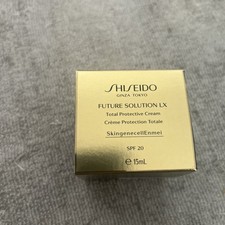 SHISEIDO
GINZA TOKYO
FUTURE SOLUTION LX
Total Protective Cream
Crème Protection Totale
SkingenecellEnmei
SPF 20
℮ 15mL